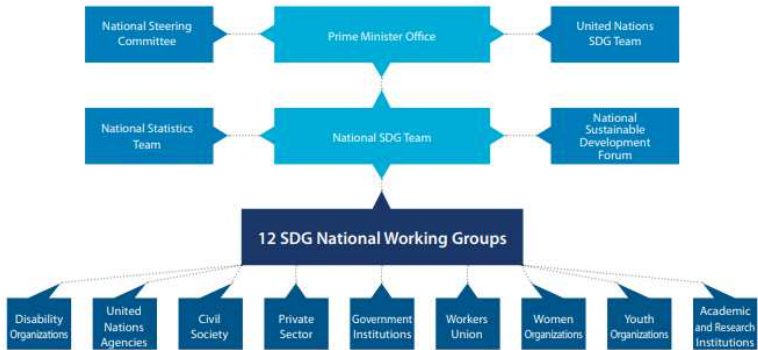 National Steering
Committee
Prime Minister Office
United Nations
SDG Team
National Statistics
Team
National SDG Team
National
Sustainable
Development
Forum
12 SDG National Working Groups
Disability
Organizations
United
Nations
Agencies
Civil
Society
Private
Sector
Government
Institutions
Workers
Union
Women
Organizations
Youth
Organizations
Academic
and Research
Institutions